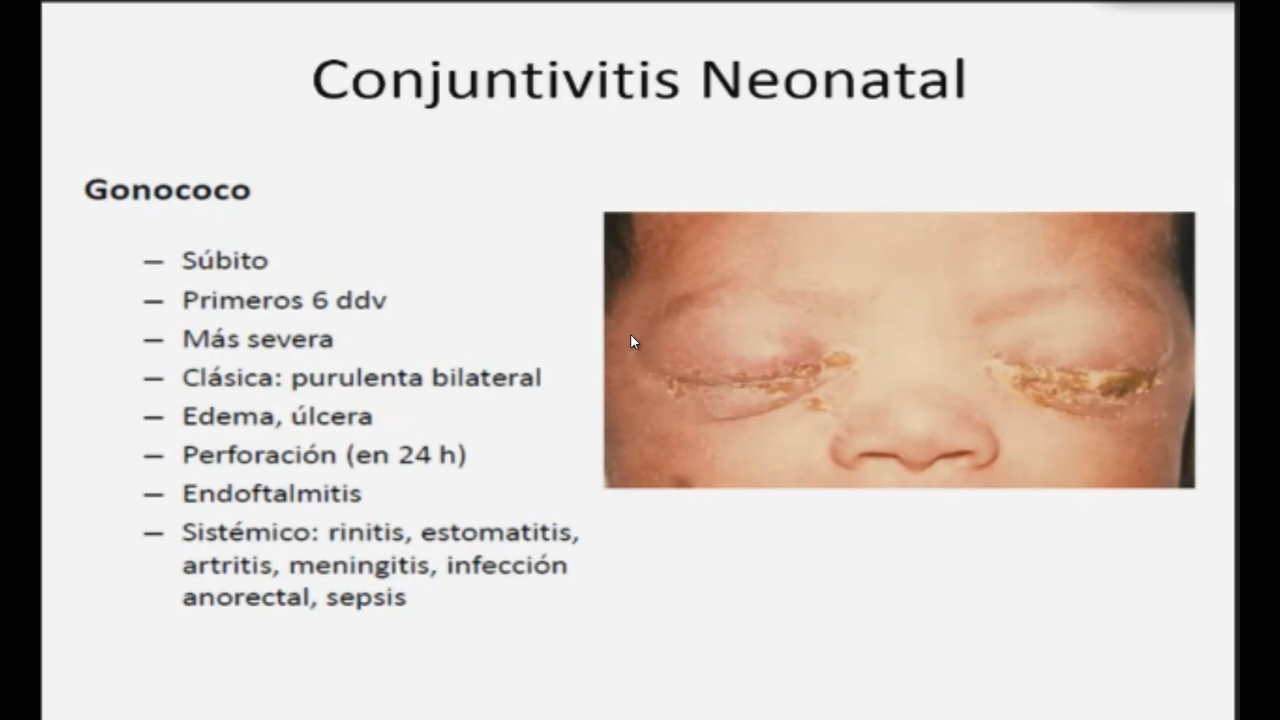 Conjuntivitis Neonatal
Gonococo
– Súbito
– Primeros 6 ddv
– Más severa
– Clásica: purulenta bilateral
– Edema, úlcera
– Perforación (en 24 h)
– Endoftalmitis
– Sistémico: rinitis, estomatitis,
artritis, meningitis, infección
anorectal, sepsis